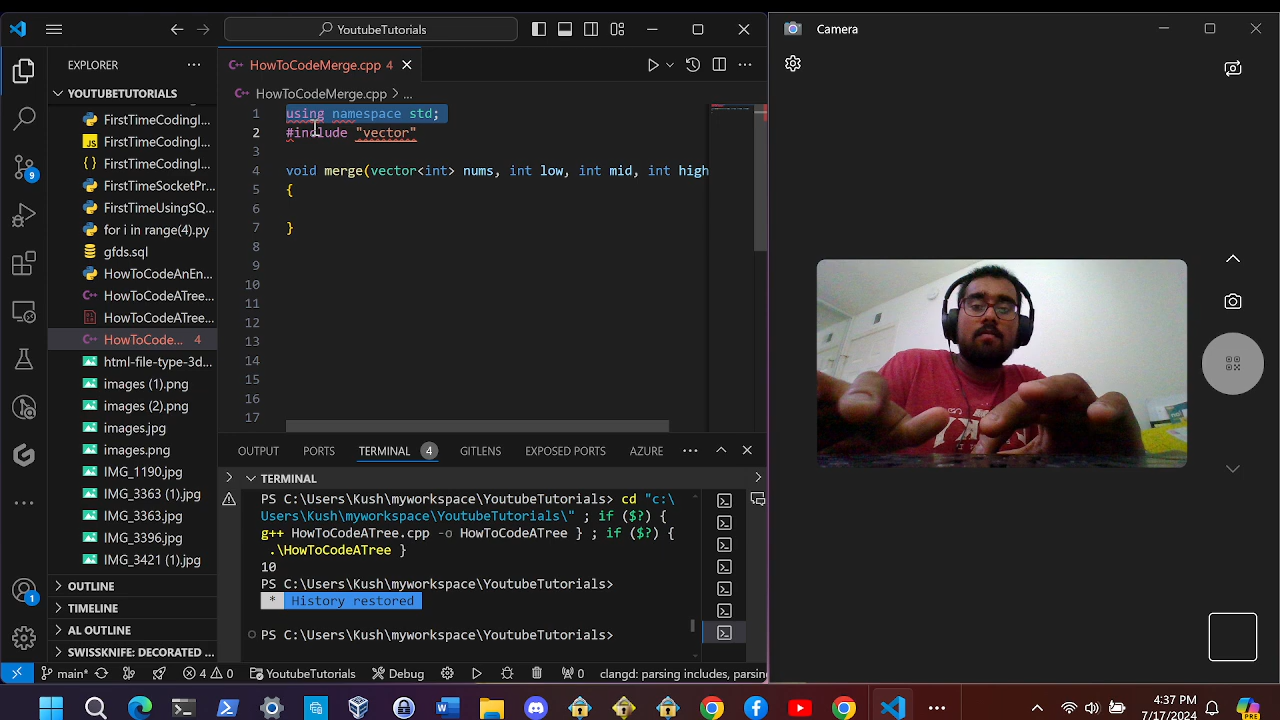 YoutubeTutorials
EXPLORER
YOUTUBETUTORIALS
FirstTimeCodingI...
FirstTimeCodingI...
FirstTimeCodingI...
FirstTimeSocketPr...
FirstTimeUsingSQ...
for i in range(4).py
gfds.sql
HowToCodeAnEn...
HowToCodeATree...
HowToCodeATree...
HowToCode... 4
html-file-type-3d...
images (1).png
images (2).png
images.jpg
images.png
IMG_1190.jpg
IMG_3363 (1).jpg
IMG_3363.jpg
IMG_3396.jpg
IMG_3421 (1).jpg
OUTLINE
TIMELINE
AL OUTLINE
SWISSKNIFE: DECORATED ...
9
1
HowToCodeMerge.cpp 4
HowToCodeMerge.cpp > ...
1 using namespace std;
2 #include "vector"
3
4 void merge(vector<int> nums, int low, int mid, int high
5 {
6
7 }
8
9
10
11
12
13
14
15
16
17
OUTPUT PORTS TERMINAL 4 GITLENS EXPOSED PORTS AZURE
TERMINAL
PS C:\Users\Kush\myworkspace\YoutubeTutorials> cd "c:\
Users\Kush\myworkspace\YoutubeTutorials\" ; if ($?) {
g++ HowToCodeATree.cpp -o HowToCodeATree } ; if ($?) {
.\HowToCodeATree }
10
PS C:\Users\Kush\myworkspace\YoutubeTutorials>
* History restored
PS C:\Users\Kush\myworkspace\YoutubeTutorials>
main* 4 0 YoutubeTutorials Debug 0 clangd: parsing includes, parsin
Camera
4:37 PM
7/17/2024
PRE